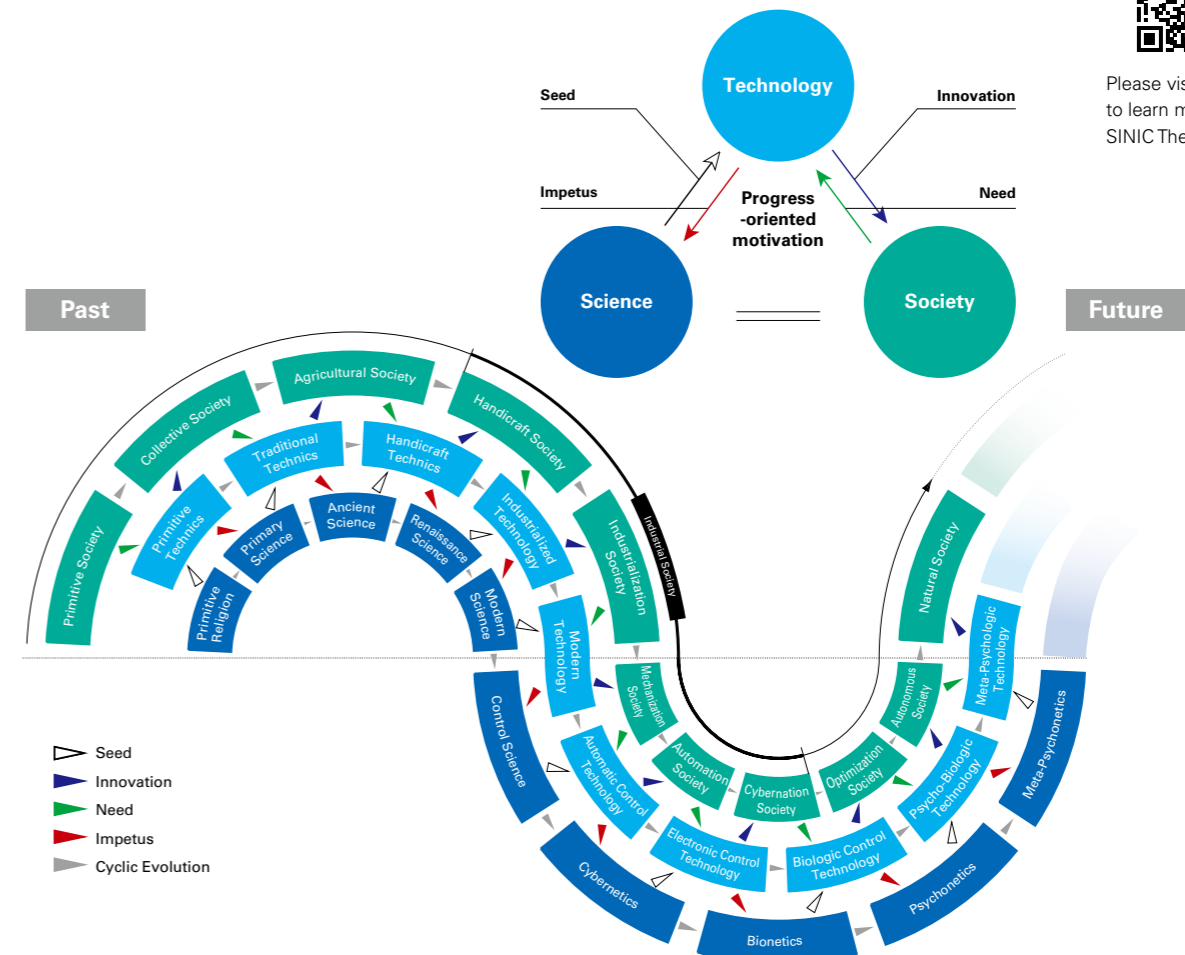 Please vis
to learn m
SINIC The
Technology
Seed
Innovation
Impetus
Need
Progress
-oriented
motivation
Science
Society
Past
Future
Primitive Society
Collective Society
Agricultural Society
Handicraft Society
Industrialization
Society
Industrial Society
Primitive
Technics
Traditional
Technics
Handicraft
Technics
Industrialized
Technology
Primitive
Religion
Primary
Science
Ancient
Science
Renaissance
Science
Modern
Science
Modern
Technology
Mechanization
Society
Automation
Society
Cybernation
Society
Optimization
Society
Autonomous
Society
Natural Society
Control Science
Automatic Control
Technology
Electronic Control
Technology
Biologic Control
Technology
Psycho-Biologic
Technology
Meta-Psychologic
Technology
Cybernetics
Bionetics
Psychonetics
Meta-Psychonetics
Seed
Innovation
Need
Impetus
Cyclic Evolution